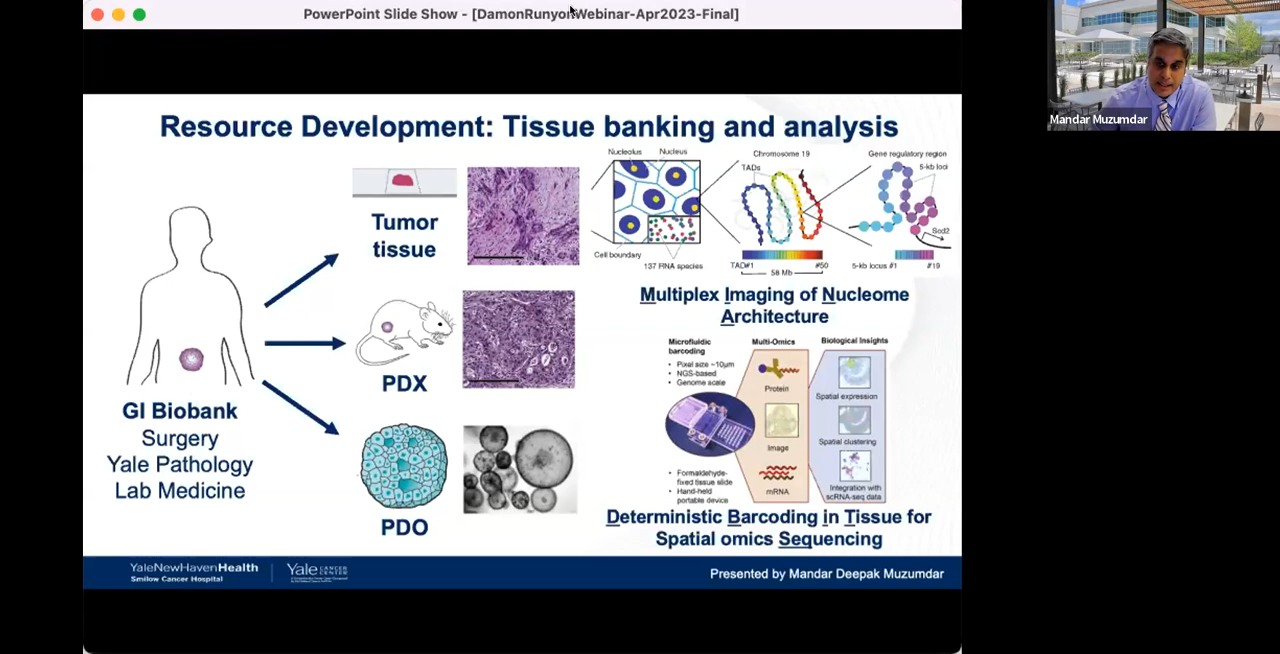 PowerPoint Slide Show - [DamonRunyonWebinar-Apr2023-Final]
Mandar Muzumdar
Resource Development: Tissue banking and analysis
Tumor
tissue
PDX
PDO
GI Biobank
Surgery
Yale Pathology
Lab Medicine
Nucleolus
Nucleus
Cell boundary
137 RNA species
Chromosome 19
TADs
TAD#1
#50
58 Mb
Gene regulatory region
5-kb loci
Scd2
5-kb locus #1
#19
Multiplex Imaging of Nucleome
Architecture
Microfluidic
barcoding
• Pixel size ~10μm
• NGS-based
• Genome scale
• Formaldehyde-
fixed tissue slide
• Hand-held
portable device
Multi-Omics
Protein
Image
mRNA
Biological Insights
Spatial expression
Spatial clustering
Integration with
scRNA-seq data
Deterministic Barcoding in Tissue for
Spatial omics Sequencing
YaleNewHavenHealth
Smilow Cancer Hospital
Yale CANCER
CENTER
Presented by Mandar Deepak Muzumdar